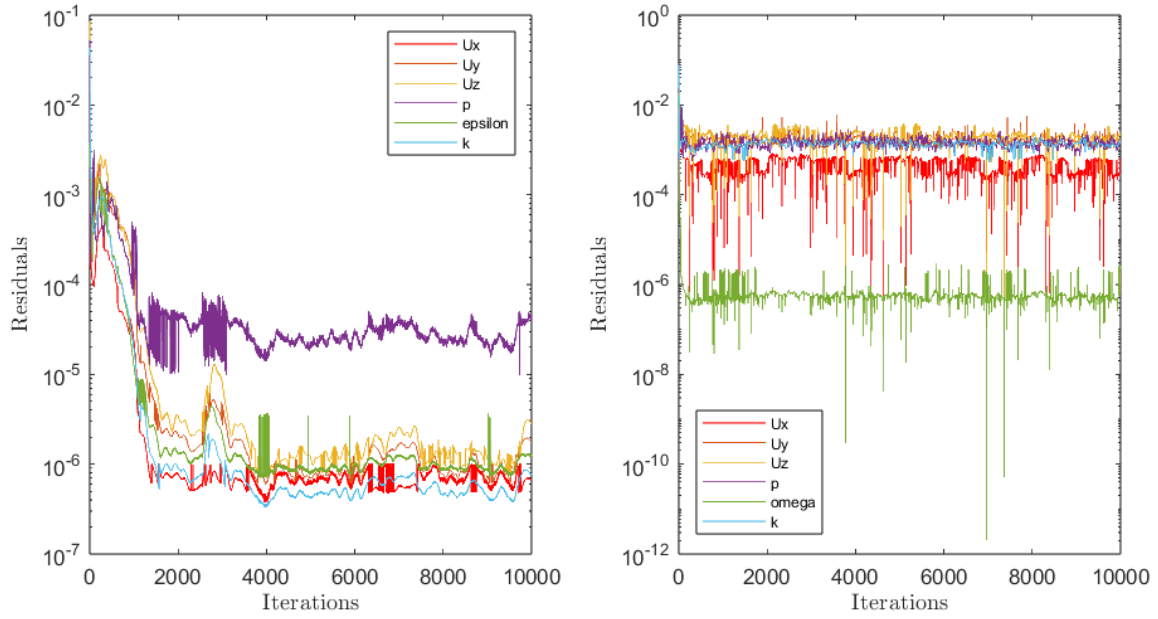 10^-1
10^-2
10^-3
10^-4
10^-5
10^-6
10^-7
Residuals
0 2000 4000 6000 8000 10000
Iterations
Ux
Uy
Uz
p
epsilon
k
10^0
10^-2
10^-4
10^-6
10^-8
10^-10
10^-12
Residuals
0 2000 4000 6000 8000 10000
Iterations
Ux
Uy
Uz
p
omega
k